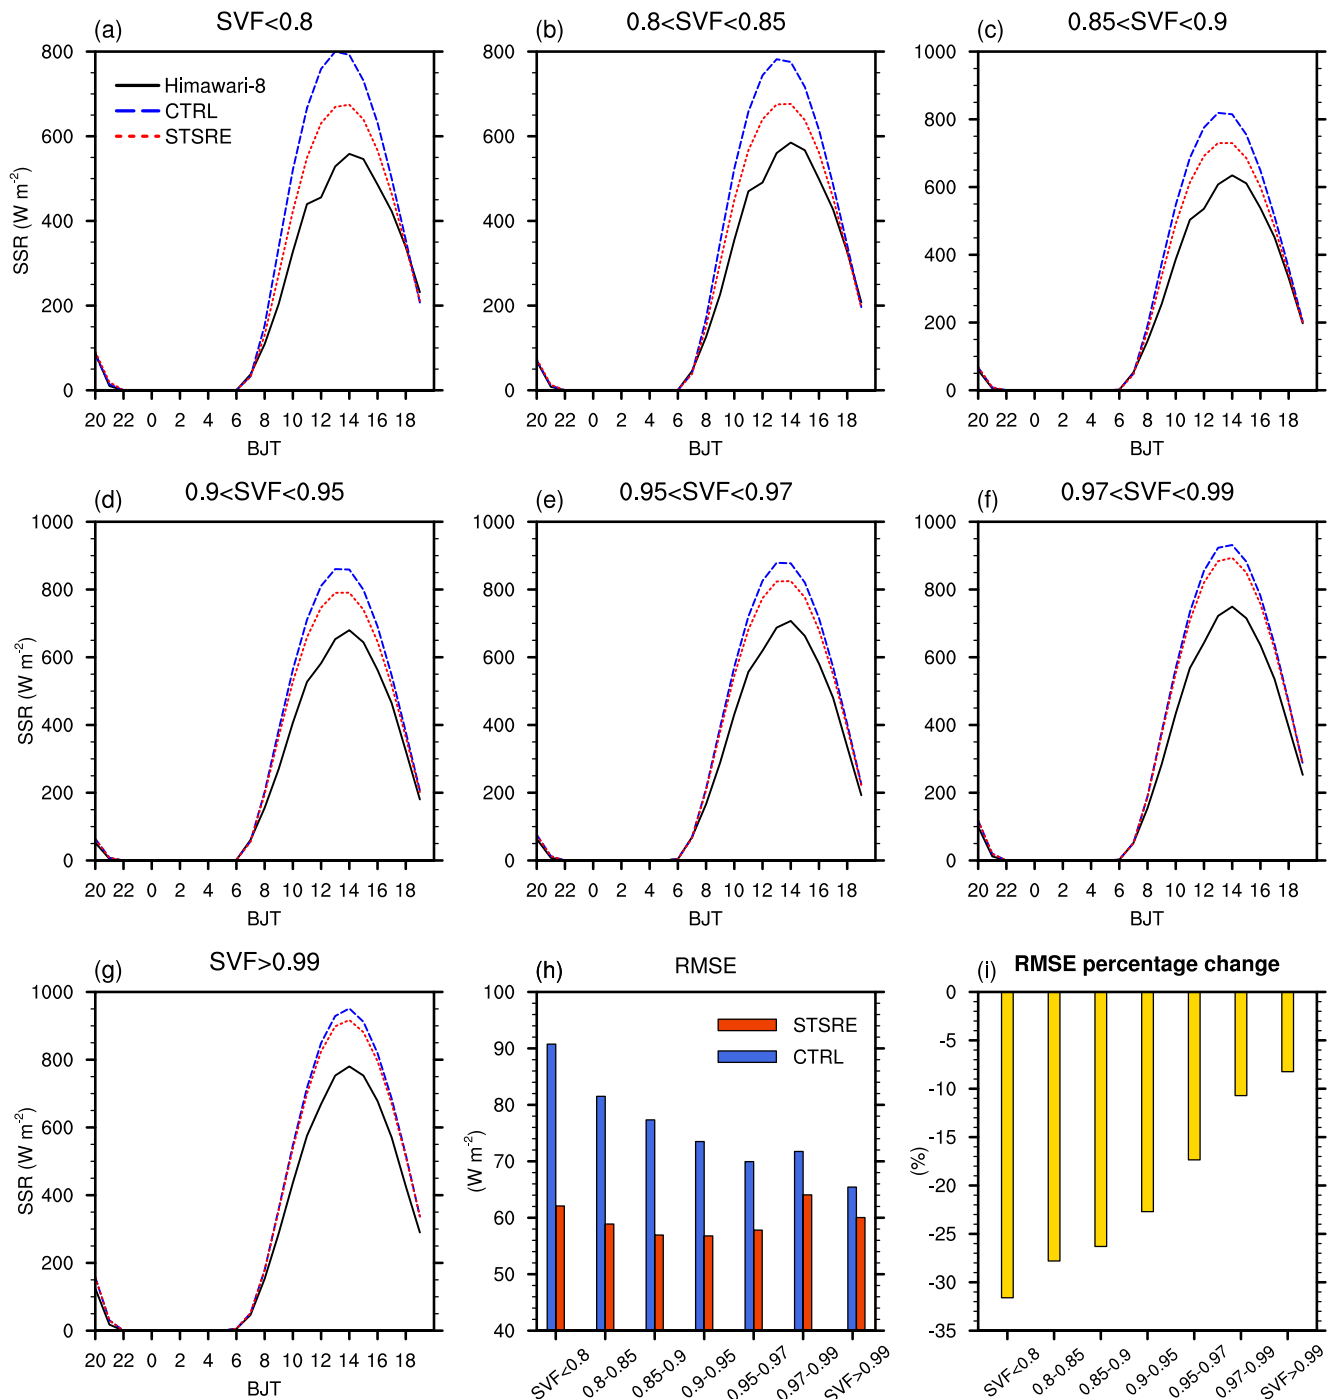 (a) SVF<0.8
800
600
400
200
0
SSR (W m-2)
Himawari-8
CTRL
STSRE
20 22 0 2 4 6 8 10 12 14 16 18
BJT
(b) 0.8<SVF<0.85
800
600
400
200
0
20 22 0 2 4 6 8 10 12 14 16 18
BJT
(c) 0.85<SVF<0.9
1000
800
600
400
200
0
20 22 0 2 4 6 8 10 12 14 16 18
BJT
(d) 0.9<SVF<0.95
1000
800
600
400
200
0
SSR (W m-2)
20 22 0 2 4 6 8 10 12 14 16 18
BJT
(e) 0.95<SVF<0.97
1000
800
600
400
200
0
20 22 0 2 4 6 8 10 12 14 16 18
BJT
(f) 0.97<SVF<0.99
1000
800
600
400
200
0
20 22 0 2 4 6 8 10 12 14 16 18
BJT
(g) SVF>0.99
1000
800
600
400
200
0
SSR (W m-2)
20 22 0 2 4 6 8 10 12 14 16 18
BJT
(h) RMSE
100
90
80
70
60
50
40
(W m-2)
STSRE
CTRL
SVF<0.8 0.8-0.85 0.85-0.9 0.9-0.95 0.95-0.97 0.97-0.99 SVF>0.99
(i) RMSE percentage change
0
-5
-10
-15
-20
-25
-30
-35
(%)
SVF<0.8 0.8-0.85 0.85-0.9 0.9-0.95 0.95-0.97 0.97-0.99 SVF>0.99